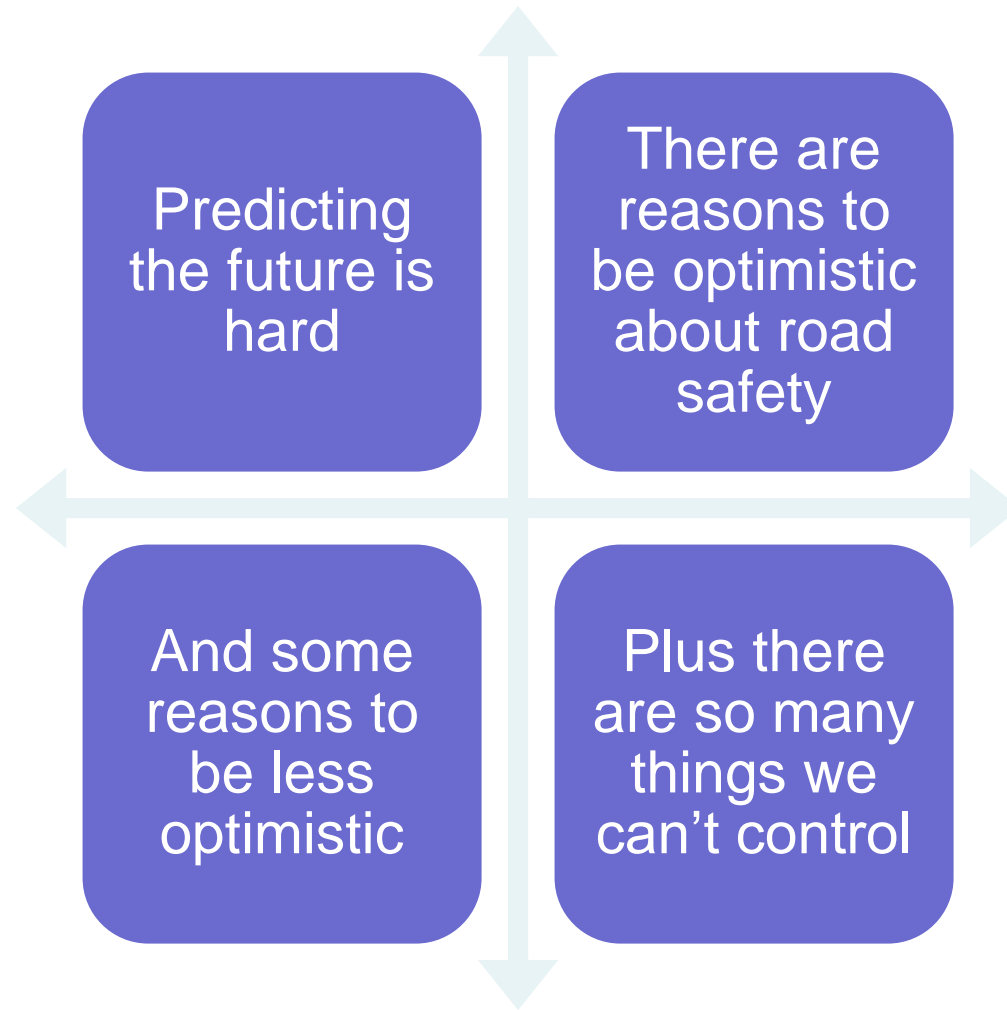 Predicting
the future is
hard
There are
reasons to
be optimistic
about road
safety
And some
reasons to
be less
optimistic
Plus there
are so many
things we
can’t control